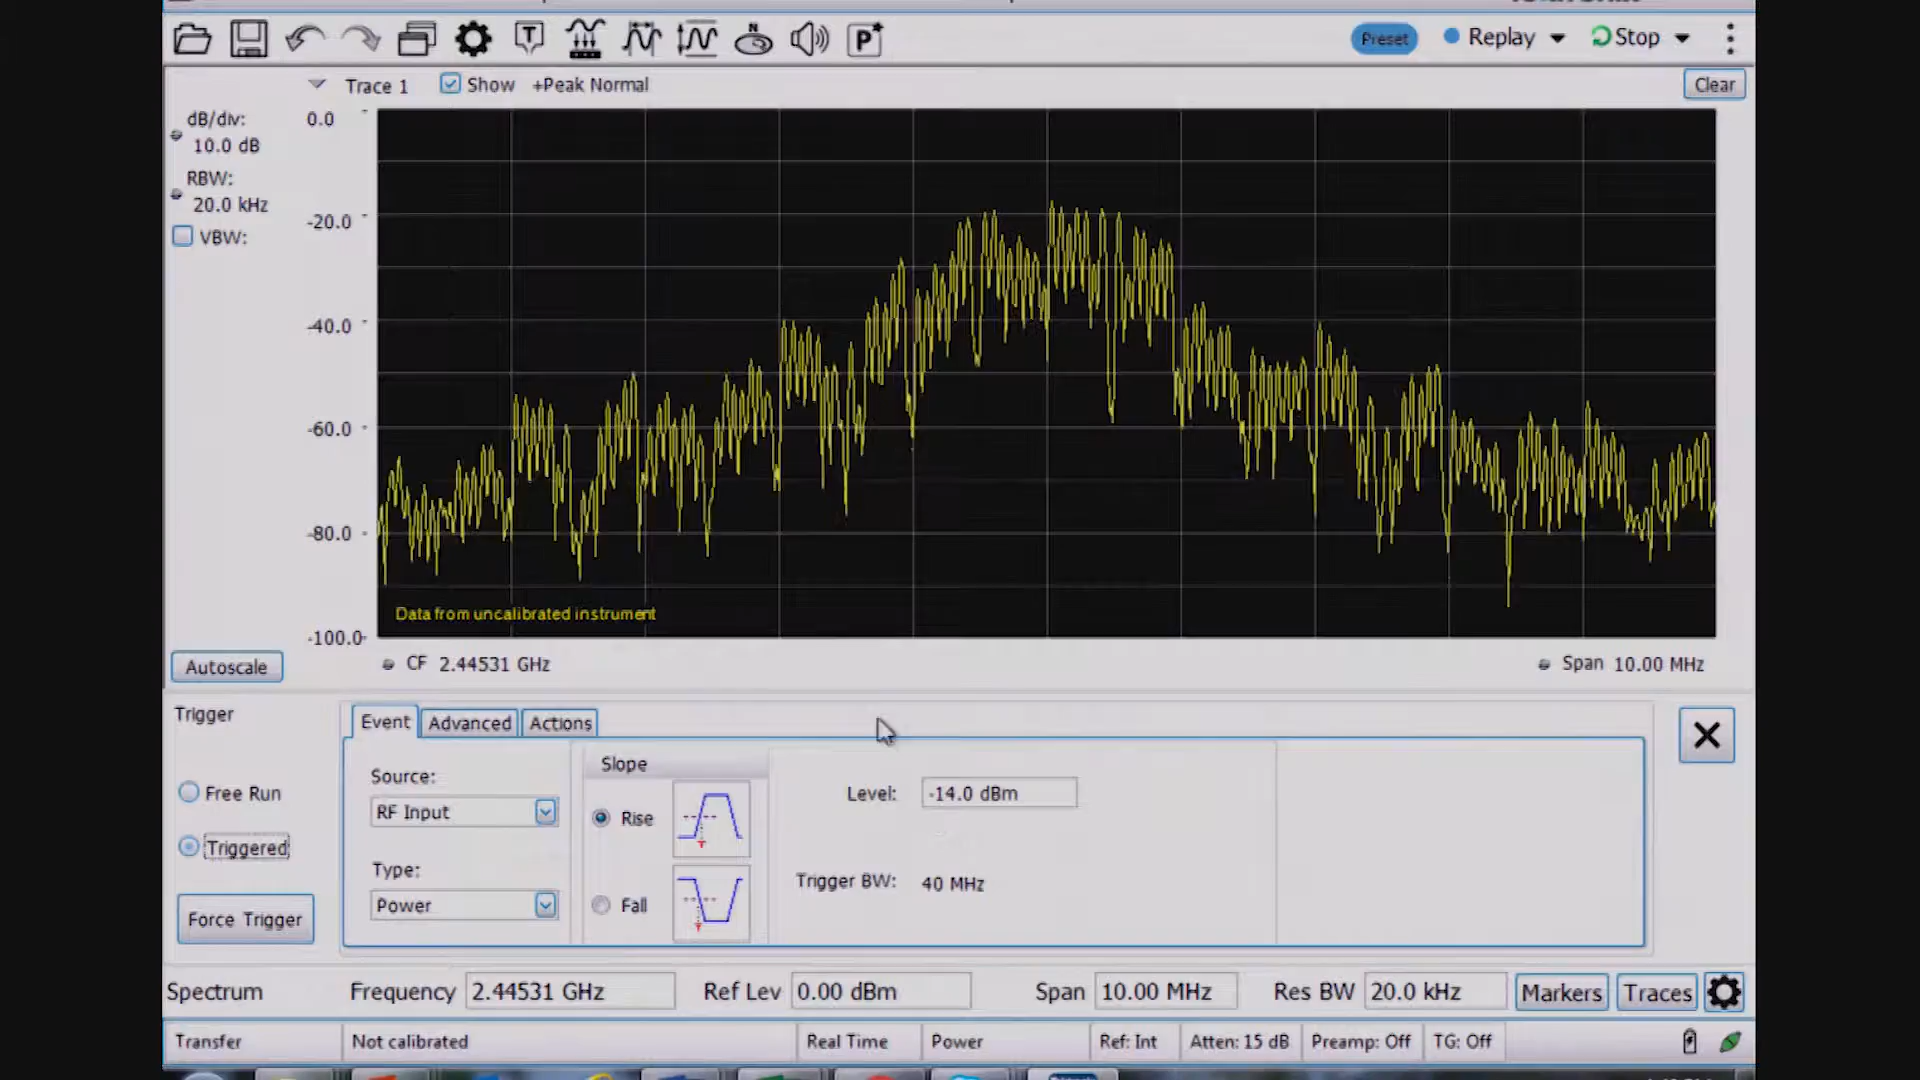 Preset
Replay
Stop
Trace 1
Show
+Peak Normal
Clear
dB/div:
10.0 dB
RBW:
20.0 kHz
VBW:
0.0
-20.0
-40.0
-60.0
-80.0
-100.0
Data from uncalibrated instrument
Autoscale
CF 2.44531 GHz
Span 10.00 MHz
Trigger
Event
Advanced
Actions
Free Run
Triggered
Force Trigger
Source:
RF Input
Type:
Power
Slope
Rise
Fall
Level: -14.0 dBm
Trigger BW: 40 MHz
Spectrum
Frequency 2.44531 GHz
Ref Lev 0.00 dBm
Span 10.00 MHz
Res BW 20.0 kHz
Markers
Traces
Transfer
Not calibrated
Real Time
Power
Ref: Int
Atten: 15 dB
Preamp: Off
TG: Off